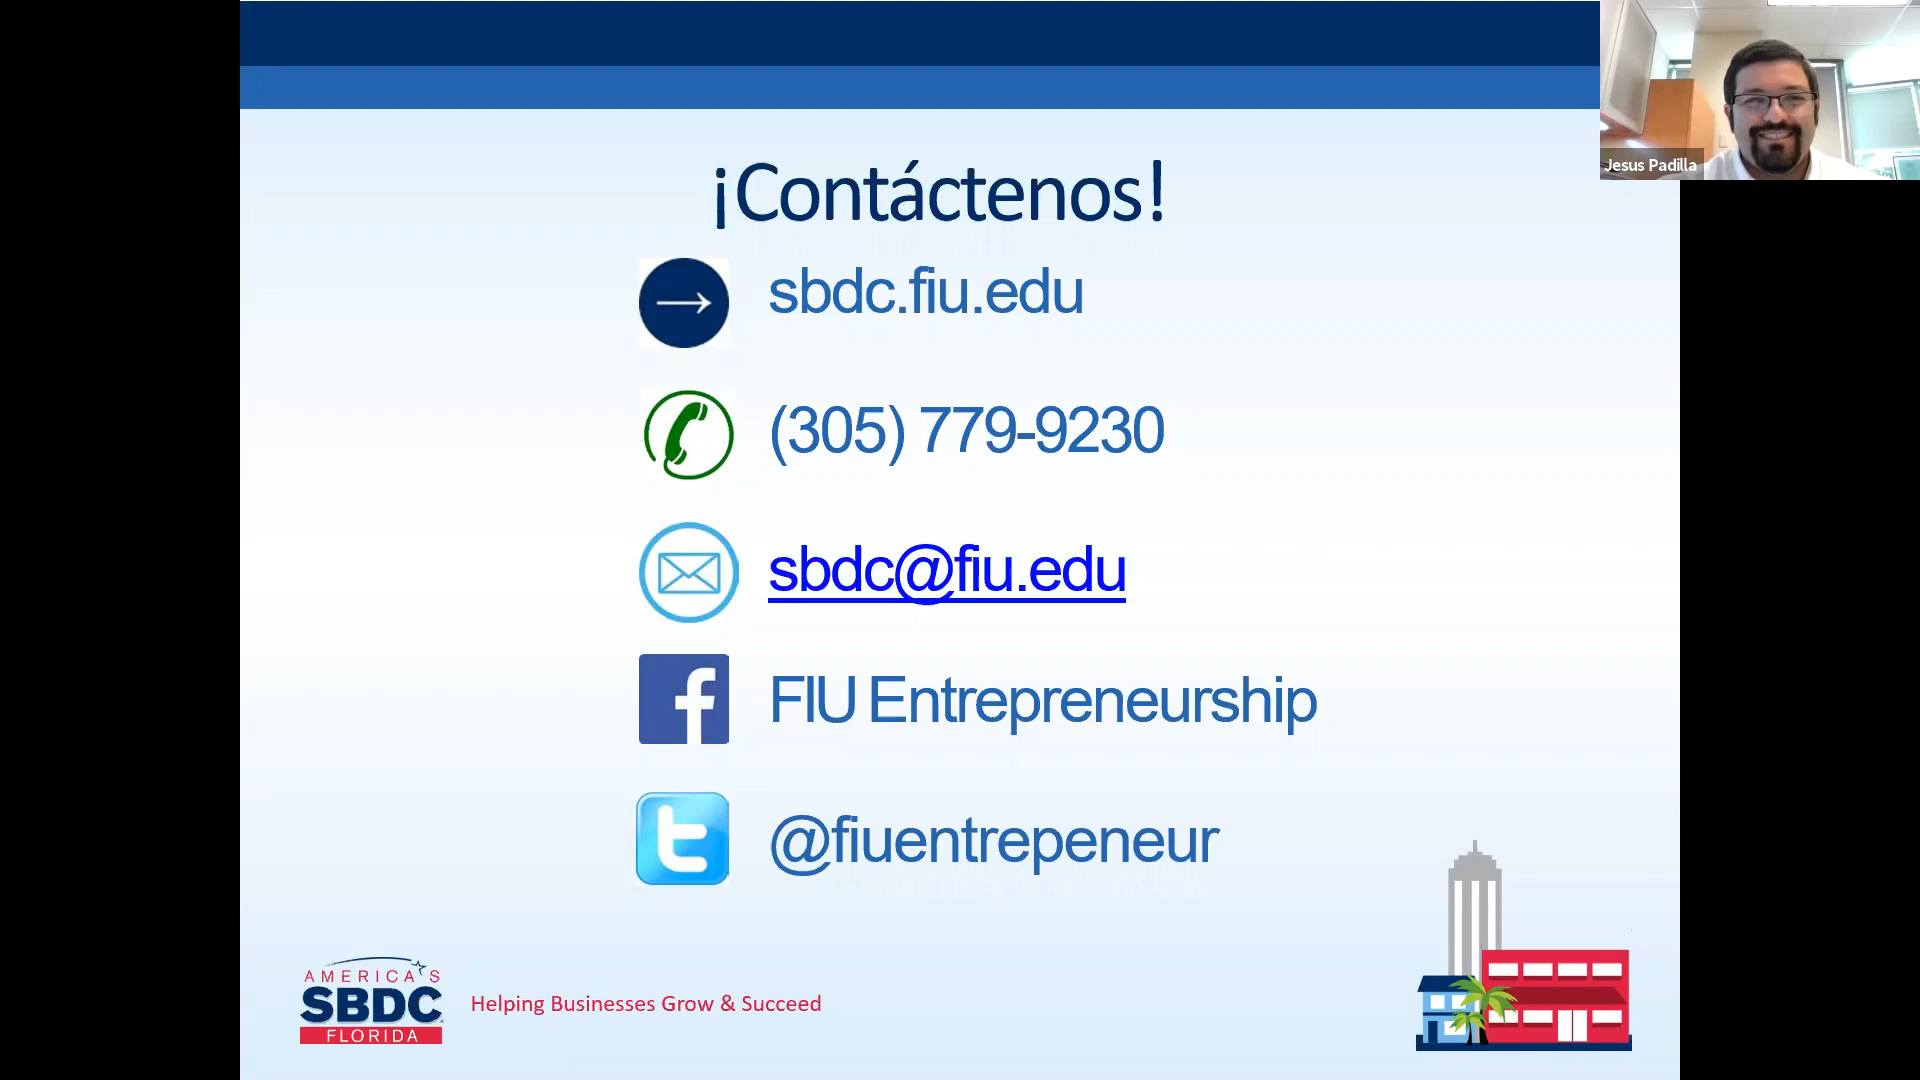 Jesus Padilla
¡Contáctenos!
sbdc.fiu.edu
(305) 779-9230
sbdc@fiu.edu
FIU Entrepreneurship
@fiuentrepeneur
AMERICA'S
SBDC
FLORIDA
Helping Businesses Grow & Succeed